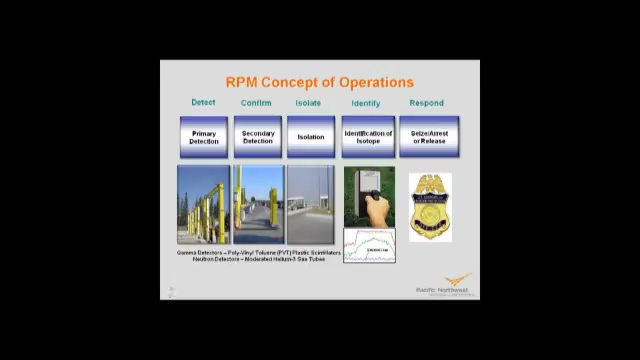 RPM Concept of Operations
Detect Confirm Isolate Identify Respond
Primary Detection
Secondary Detection
Isolation
Identification of Isotope
Seize/Arrest or Release
Gamma Detectors – Poly-Vinyl Toluene (PVT) Plastic Scintillators
Neutron Detectors – Moderated Helium-3 Gas Tubes
Pacific Northwest